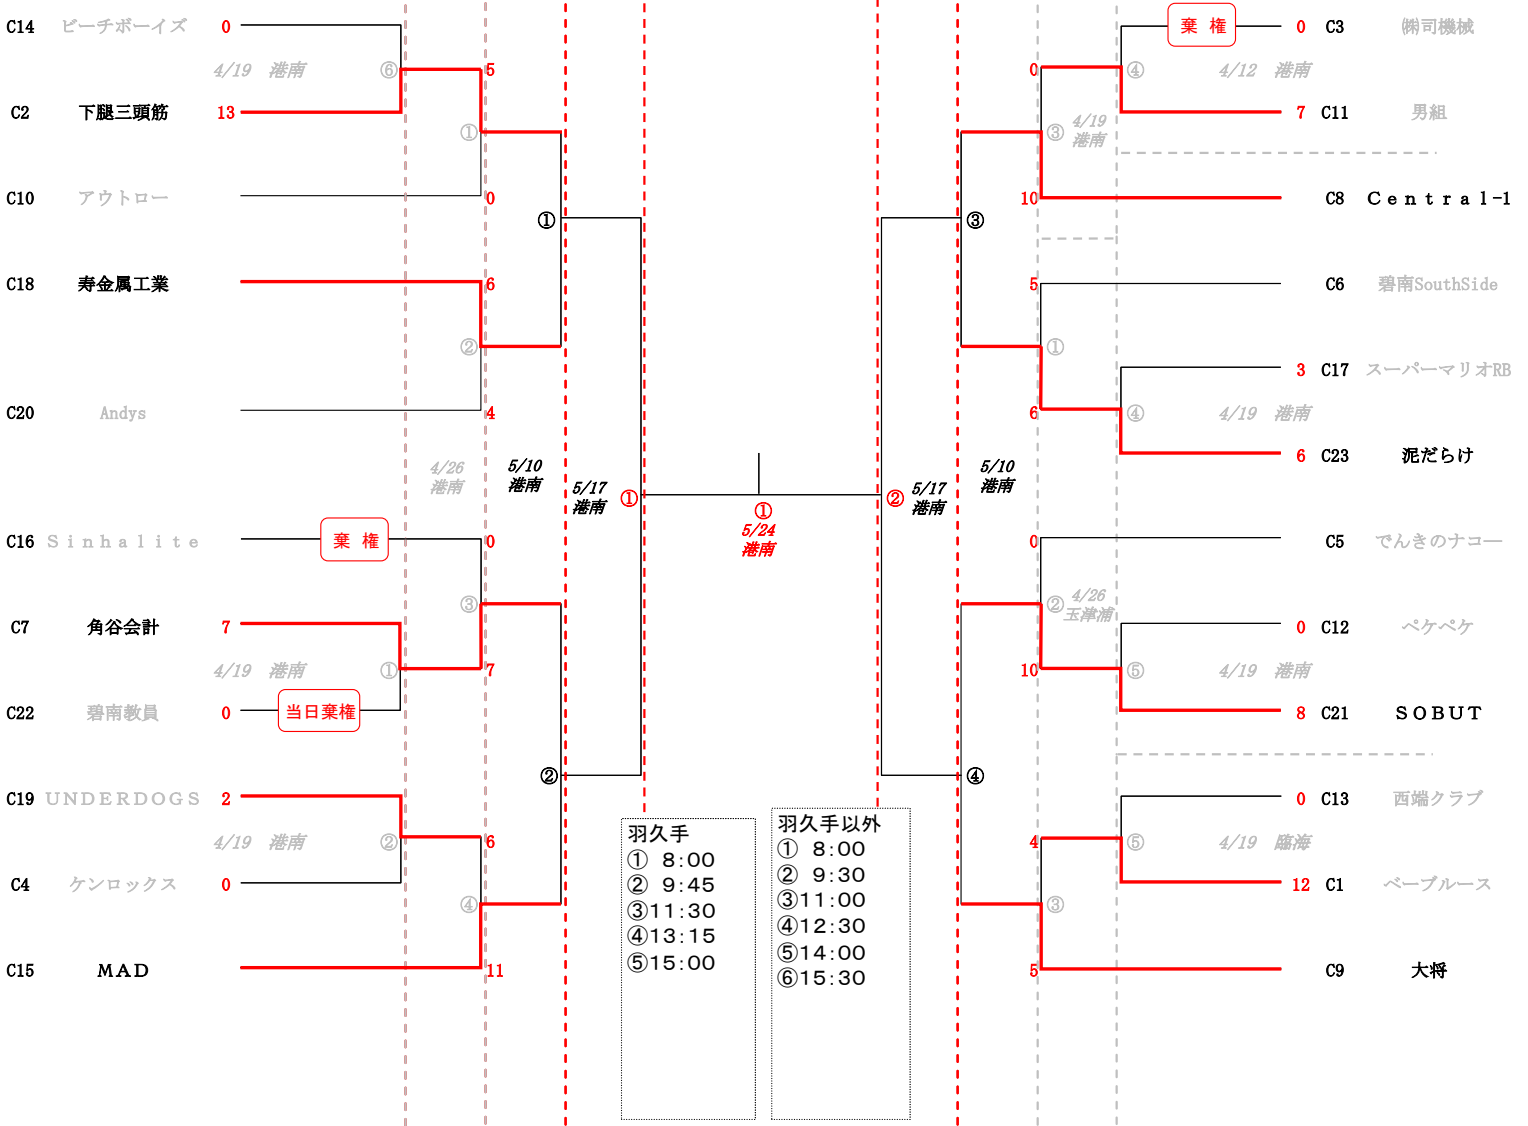 C14 ビーチボーイズ 0
4/19 港南 ⑥ 5
C2 下腿三頭筋 13
①
C10 アウトロー 0
①
C18 寿金属工業 6
②
C20 Andys 4
4/26 港南
5/10 港南
5/17 港南
①
C16 Sinhalite 棄権 0
③
C7 角谷会計 7
4/19 港南 ① 7
C22 碧南教員 0 当日棄権
②
C19 UNDERDOGS 2
4/19 港南 ② 6
C4 ケンロックス 0
④
C15 MAD 11
①
5/24
港南
棄権 0 C3 ㈱司機械
0 ④ 4/12 港南
7 C11 男組
③ 4/19 港南
10 C8 Central-1
③
5 C6 碧南SouthSide
①
3 C17 スーパーマリオRB
6 ④ 4/19 港南
6 C23 泥だらけ
② 5/17 港南
5/10 港南
0 C5 でんきのナコー
② 4/26 玉津浦
0 C12 ペケペケ
10 ⑤ 4/19 港南
8 C21 SOBUT
④
0 C13 西端クラブ
4 ⑤ 4/19 臨海
12 C1 ベーブルース
③
5 C9 大将
羽久手
① 8:00
② 9:45
③11:30
④13:15
⑤15:00
羽久手以外
① 8:00
② 9:30
③11:00
④12:30
⑤14:00
⑥15:30